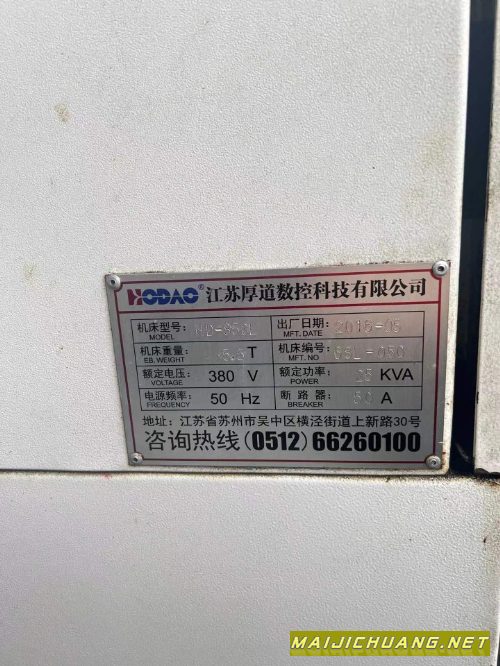 HODAO® 江苏厚道数控科技有限公司
机床型号: MODEL 出厂日期: MFT.DATE
机床重量: EB.WEIGHT T 机床编号: MFT.NO
额定电压: VOLTAGE 380 V 额定功率: POWER 25 KVA
电源频率: FREQUENCY 50 Hz 断路器: BREAKER A
地址: 江苏省苏州市吴中区横泾街道上新路30号
咨询热线(0512) 66260100
MAIJICHUANG.NET